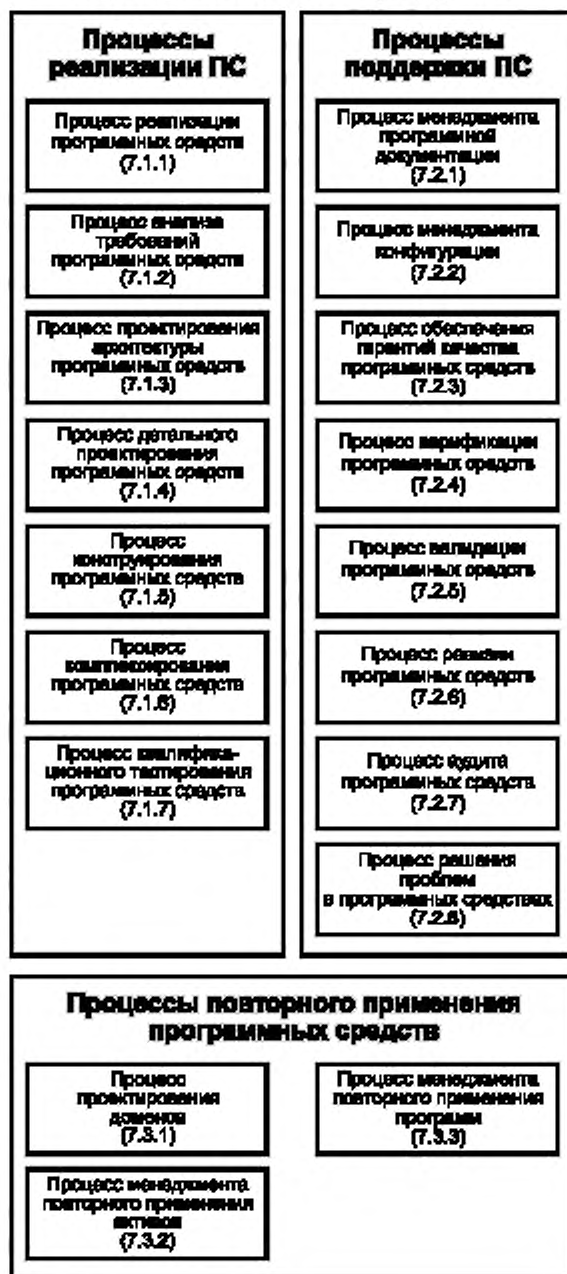 Процессы
реализации ПС
Процесс реализации
программных средств
(7.1.1)
Процесс анализа
требований
программных средств
(7.1.2)
Процесс проектирования
архитектуры
программных средств
(7.1.3)
Процесс детального
проектирования
программных средств
(7.1.4)
Процесс
конструирования
программных средств
(7.1.5)
Процесс
комплексирования
программных средств
(7.1.6)
Процесс квалифика-
ционного тестирования
программных средств
(7.1.7)
Процессы
поддержки ПС
Процесс менеджмента
программной
документации
(7.2.1)
Процесс менеджмента
конфигурации
(7.2.2)
Процесс обеспечения
гарантий качества
программных средств
(7.2.3)
Процесс верификации
программных средств
(7.2.4)
Процесс валидации
программных средств
(7.2.5)
Процесс ревизии
программных средств
(7.2.6)
Процесс аудита
программных средств
(7.2.7)
Процесс решения
проблем
в программных средствах
(7.2.8)
Процессы повторного применения
программных средств
Процесс
проектирования
доменов
(7.3.1)
Процесс менеджмента
повторного применения
активов
(7.3.2)
Процесс менеджмента
повторного применения
программ
(7.3.3)